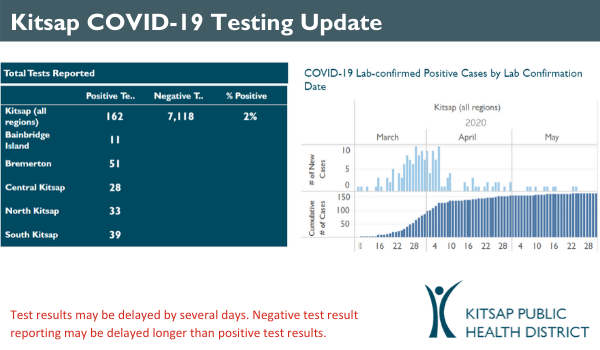 Kitsap COVID-19 Testing Update
Total Tests Reported
Positive Te.. Negative T.. % Positive
Kitsap (all regions) 162 7,118 2%
Bainbridge Island 11
Bremerton 51
Central Kitsap 28
North Kitsap 33
South Kitsap 39
COVID-19 Lab-confirmed Positive Cases by Lab Confirmation
Date
Kitsap (all regions)
2020
March April May
# of New Cases
10
5
0
Cumulative # of Cases
150
100
50
8 16 22 28 4 10 16 22 28 4 10 16 22 28
Test results may be delayed by several days. Negative test result
reporting may be delayed longer than positive test results.
KITSAP PUBLIC
HEALTH DISTRICT